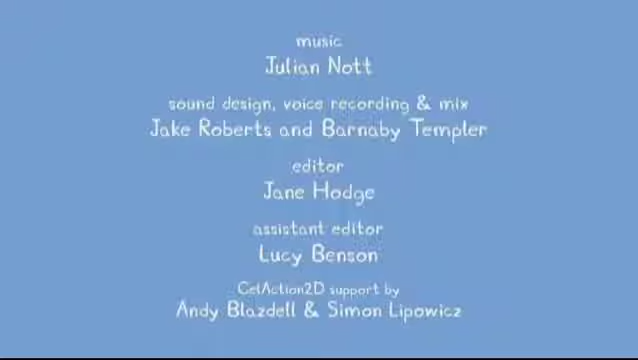 music
Julian Nott
sound design, voice recording & mix
Jake Roberts and Barnaby Templer
editor
Jane Hodge
assistant editor
Lucy Benson
CelAction2D support by
Andy Blazdell & Simon Lipowicz